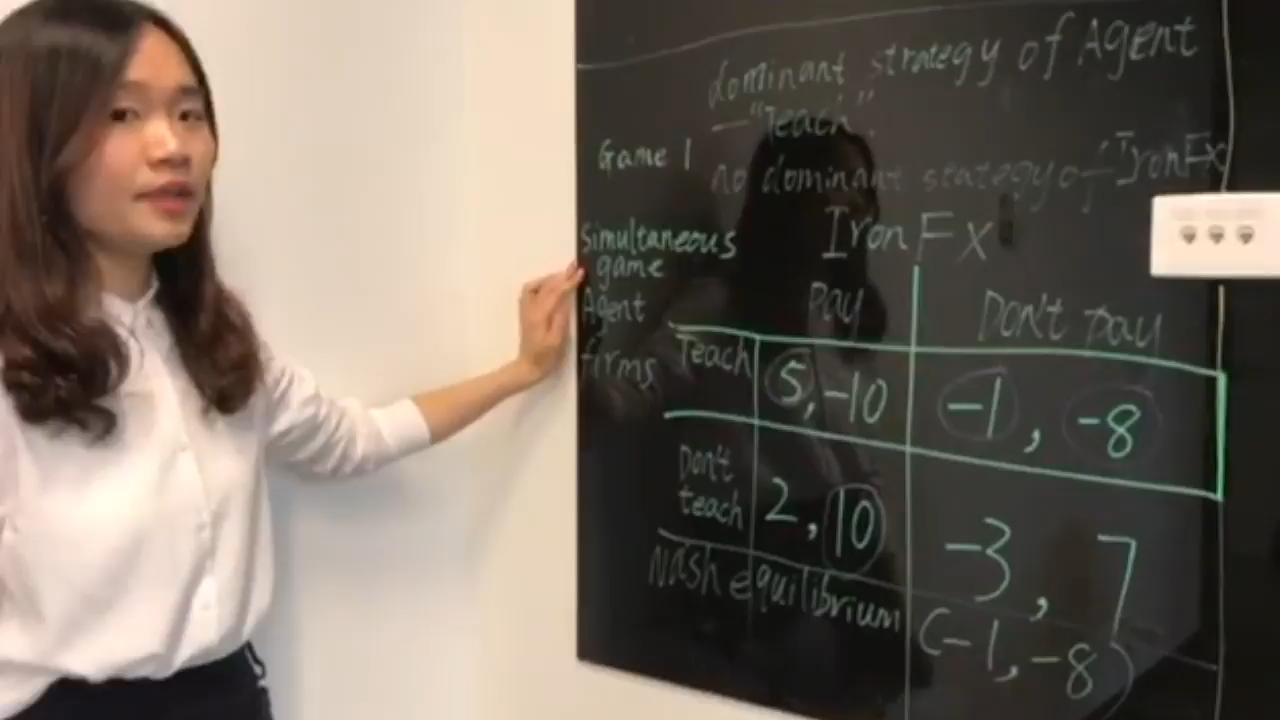 dominant strategy of Agent
— "Teach".
Game 1
no dominant stategy of IronFx
Simultaneous
game
IronFx
Agent
firms
Pay
Don't pay
Teach
5, -10
-1, -8
Don't
teach
2, 10
-3, 7
Nash equilibrium
(-1, -8)